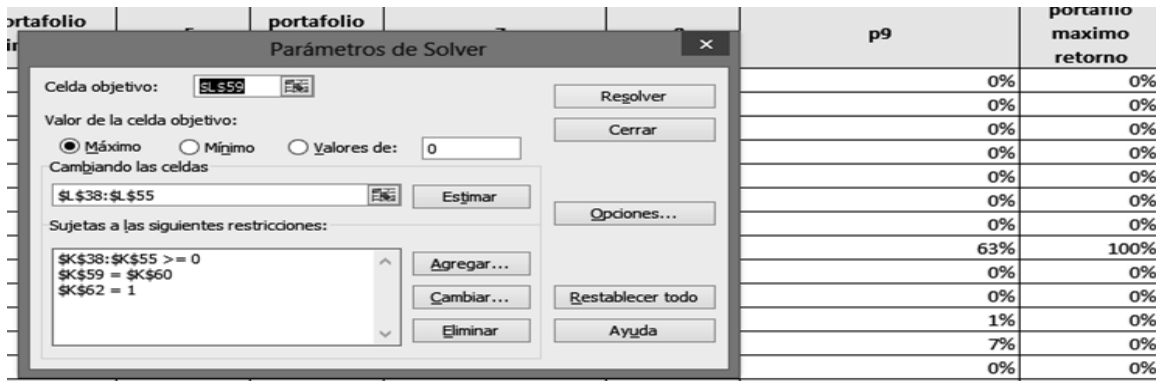 portafolio
portafilio
maximo
retorno
p9
Parámetros de Solver
Celda objetivo: $L$59
Valor de la celda objetivo:
Máximo Mínimo Valores de: 0
Cambiando las celdas
$L$38:$L$55 Estimar
Sujetas a las siguientes restricciones:
$K$38:$K$55 >= 0
$K$59 = $K$60
$K$62 = 1
Agregar...
Cambiar...
Eliminar
Resolver
Cerrar
Opciones...
Restablecer todo
Ayuda
0% 0%
0% 0%
0% 0%
0% 0%
0% 0%
0% 0%
0% 0%
63% 100%
0% 0%
0% 0%
1% 0%
7% 0%
0% 0%